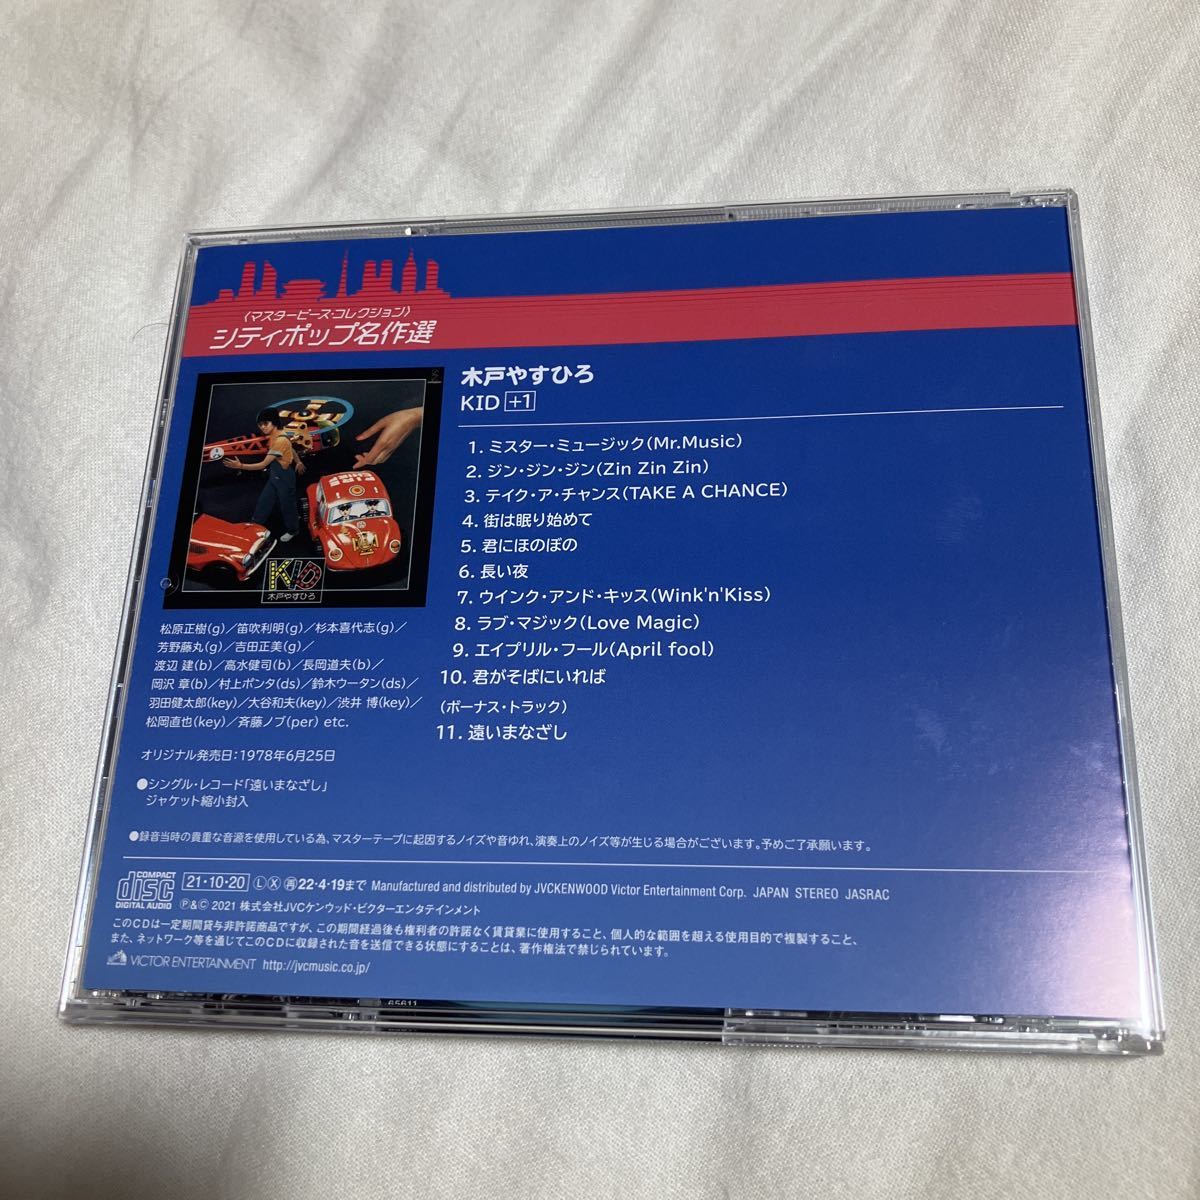 〈マスターピース・コレクション〉
シティポップ名作選
木戸やすひろ
KID +1
1. ミスター・ミュージック(Mr.Music)
2. ジン・ジン・ジン(Zin Zin Zin)
3. テイク・ア・チャンス(TAKE A CHANCE)
4. 街は眠り始めて
5. 君にほのぼの
6. 長い夜
7. ウインク・アンド・キッス(Wink'n'Kiss)
8. ラブ・マジック(Love Magic)
9. エイプリル・フール(April fool)
10. 君がそばにいれば
(ボーナス・トラック)
11. 遠いまなざし
KID
木戸やすひろ
松原正樹(g)／笛吹利明(g)／杉本喜代志(g)／
芳野藤丸(g)／吉田正美(g)／
渡辺 建(b)／高水健司(b)／長岡道夫(b)／
岡沢 章(b)／村上ポンタ(ds)／鈴木ウータン(ds)／
羽田健太郎(key)／大谷和夫(key)／渋井 博(key)／
松岡直也(key)／斉藤ノブ(per) etc.
オリジナル発売日：1978年6月25日
●シングル・レコード「遠いまなざし」
ジャケット縮小封入
●録音当時の貴重な音源を使用している為、マスターテープに起因するノイズや音ゆれ、演奏上のノイズ等が生じる場合がございます。予めご了承願います。
COMPACT disc DIGITAL AUDIO
21・10・20 Ⓛ Ⓧ ㊐22・4・19まで Manufactured and distributed by JVCKENWOOD Victor Entertainment Corp. JAPAN STEREO JASRAC
Ⓟ&© 2021 株式会社JVCケンウッド・ビクターエンタテインメント
このCDは一定期間貸与非許諾商品ですが、この期間経過後も権利者の許諾なく賃貸業に使用すること、個人的な範囲を超える使用目的で複製すること、
また、ネットワーク等を通じてこのCDに収録された音を送信できる状態にすることは、著作権法で禁じられています。
VICTOR ENTERTAINMENT http://jvcmusic.co.jp/
65611